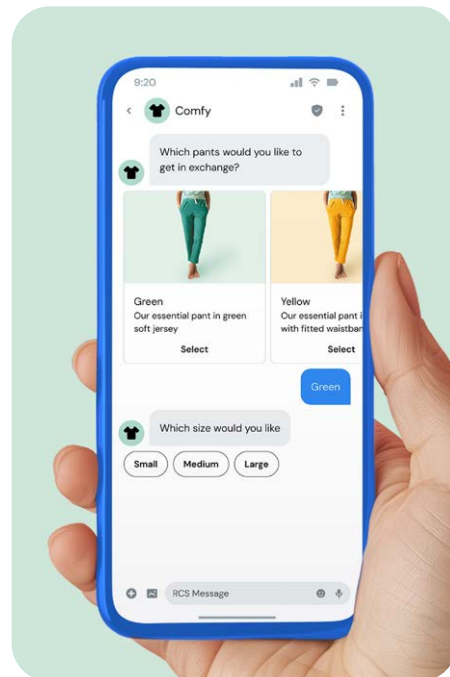 9:20
Comfy
Which pants would you like to
get in exchange?
Green
Our essential pant in green
soft jersey
Select
Yellow
Our essential pant i
with fitted waistban
Select
Green
Which size would you like
Small
Medium
Large
RCS Message